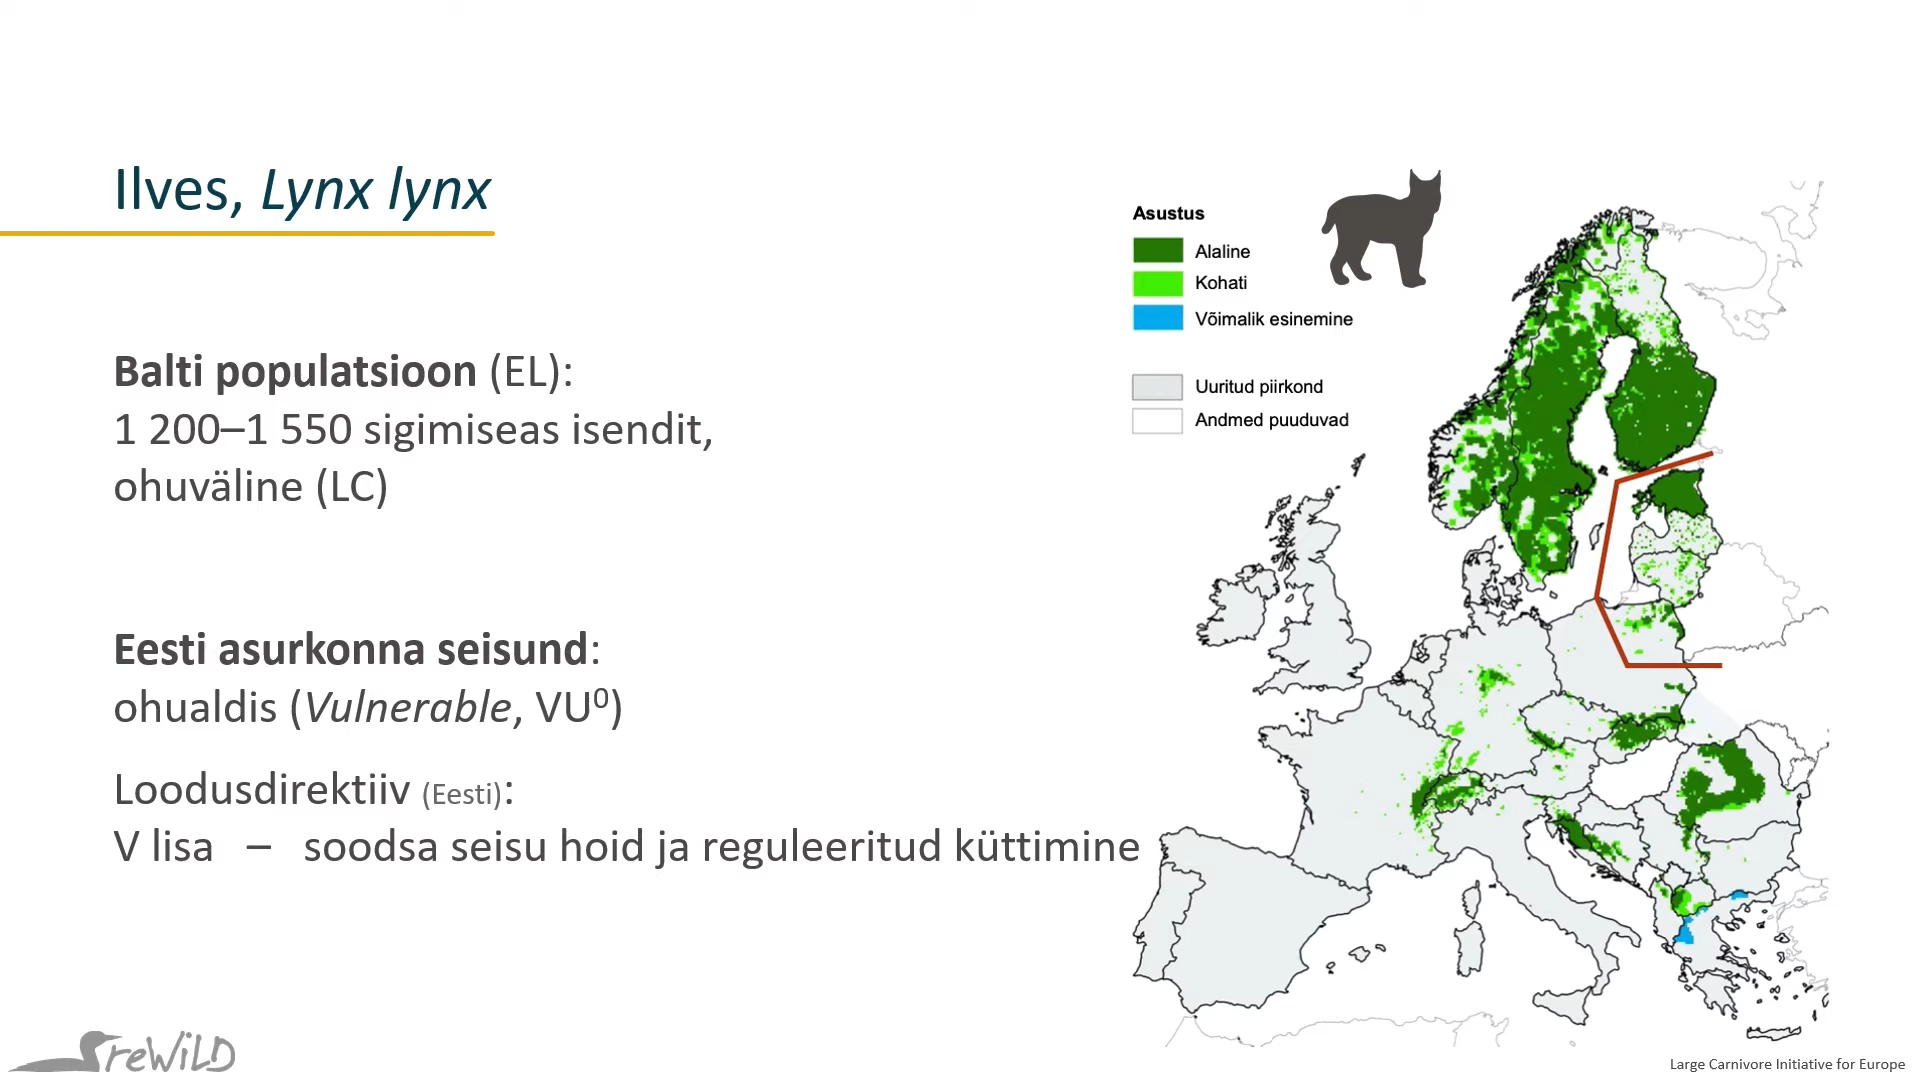 Ilves, Lynx lynx
Balti populatsioon (EL):
1 200–1 550 sigimiseas isendit,
ohuväline (LC)
Eesti asurkonna seisund:
ohualdis (Vulnerable, VU⁰)
Loodusdirektiiv (Eesti):
V lisa – soodsa seisu hoid ja reguleeritud küttimine
Asustus
Alaline
Kohati
Võimalik esinemine
Uuritud piirkond
Andmed puuduvad
reWiLD
Large Carnivore Initiative for Europe